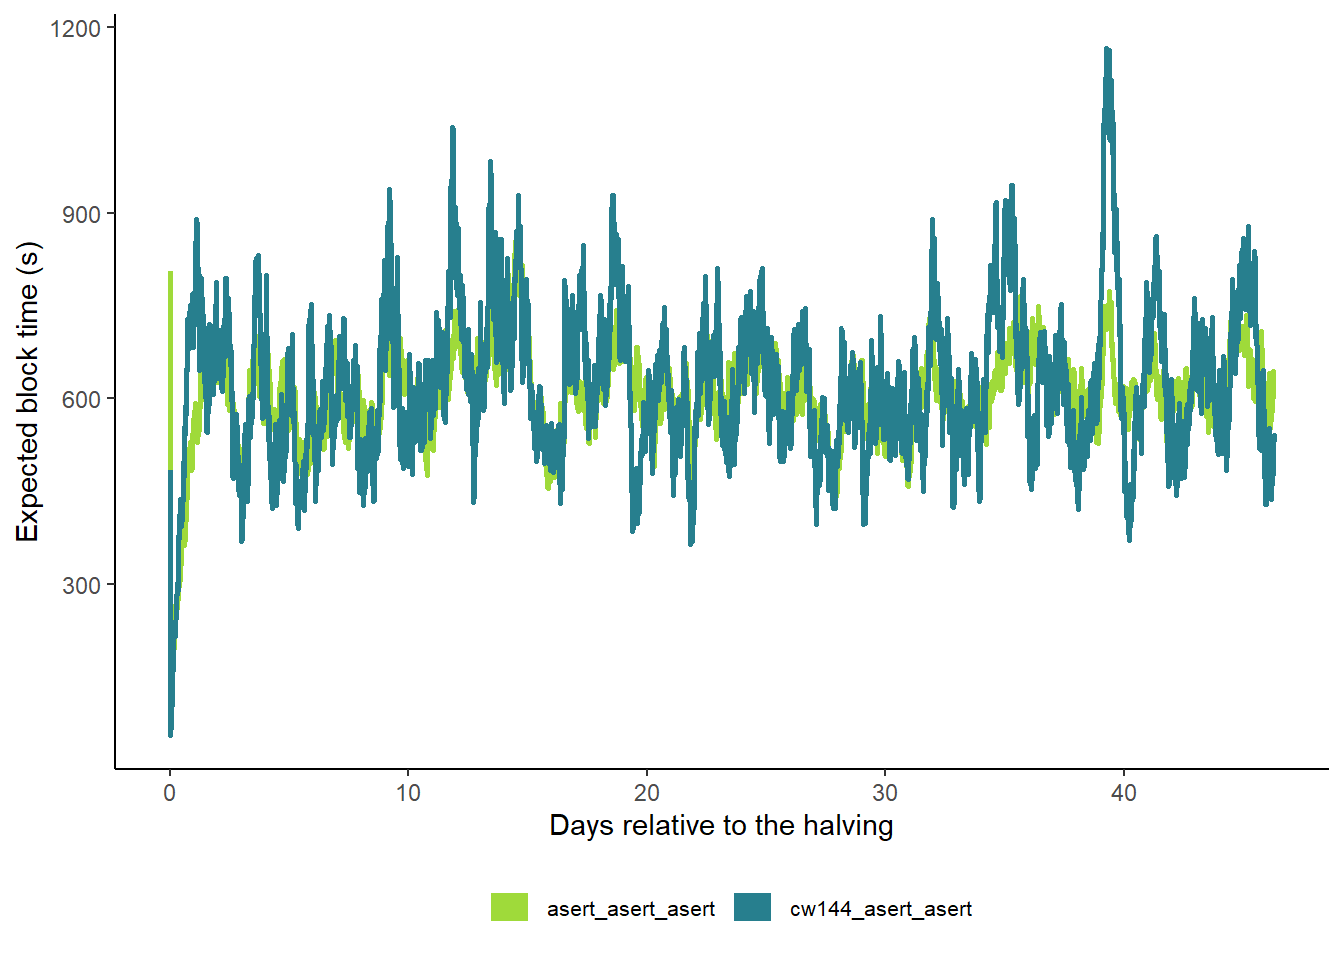 1200
900
600
300
Expected block time (s)
0 10 20 30 40
Days relative to the halving
asert_asert_asert cw144_asert_asert